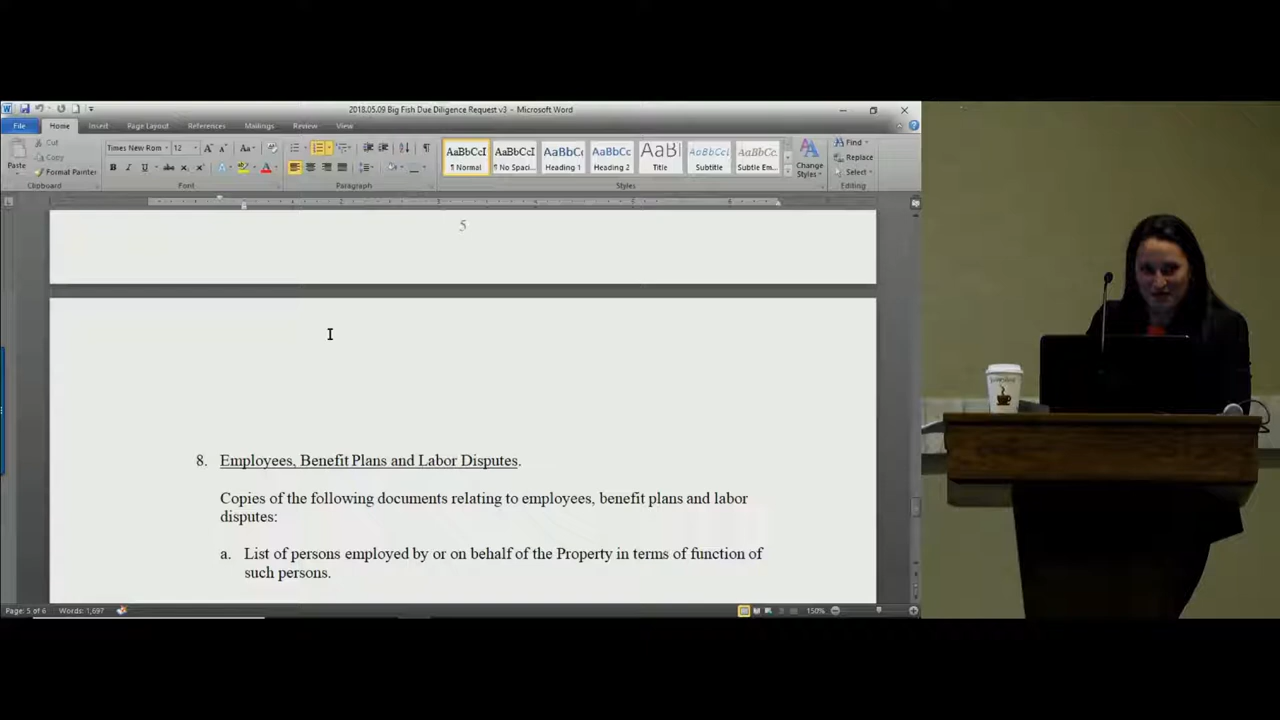 2018.05.09 Big Fish Due Diligence Request v3 - Microsoft Word
File Home Insert Page Layout References Mailings Review View
Paste
Cut
Copy
Format Painter
Clipboard
Times New Rom 12
Font
Paragraph
AaBbCcI AaBbCcI AaBbCc AaBbCc AaBl AaBbCcI AaBbCc.
¶ Normal ¶ No Spaci... Heading 1 Heading 2 Title Subtitle Subtle Em...
Styles
Change
Styles
Find
Replace
Select
Editing
5
8. Employees, Benefit Plans and Labor Disputes.
Copies of the following documents relating to employees, benefit plans and labor
disputes:
a. List of persons employed by or on behalf of the Property in terms of function of
such persons.
Page: 5 of 6 Words: 1,697 150%